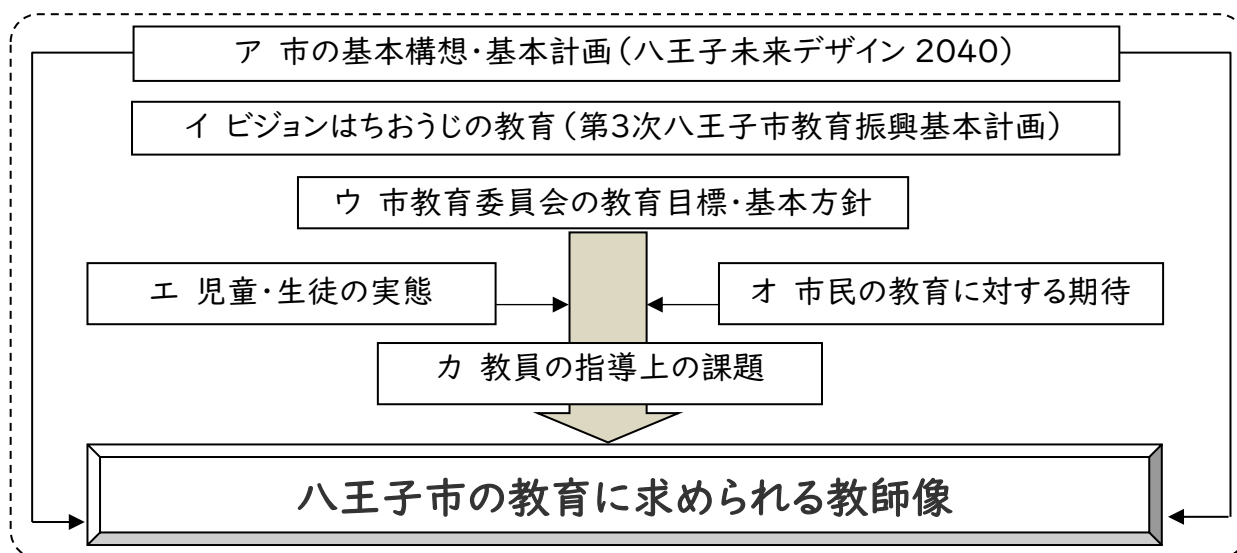 ア 市の基本構想・基本計画（八王子未来デザイン 2040）
イ ビジョンはちおうじの教育（第3次八王子市教育振興基本計画）
ウ 市教育委員会の教育目標・基本方針
エ 児童・生徒の実態
オ 市民の教育に対する期待
カ 教員の指導上の課題
八王子市の教育に求められる教師像